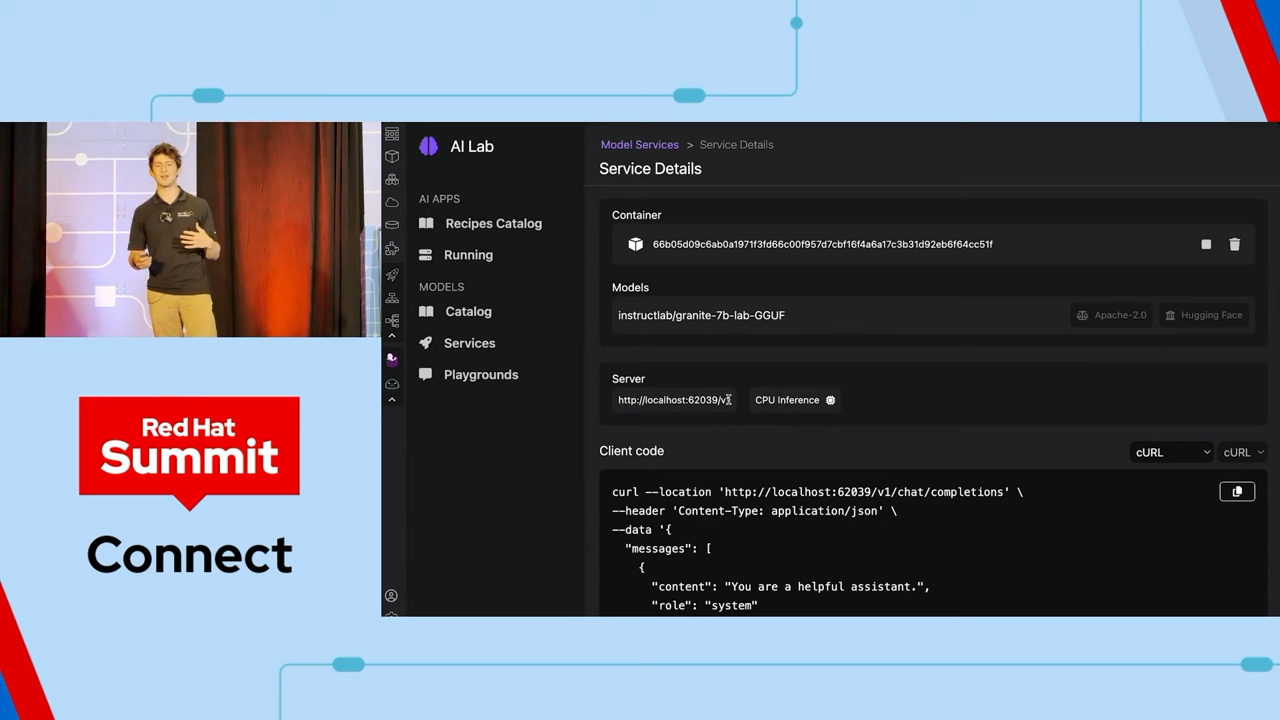 AI Lab
AI APPS
Recipes Catalog
Running
MODELS
Catalog
Services
Playgrounds
Model Services > Service Details
Service Details
Container
66b05d09c6ab0a1971f3fd66c00f957d7cbf16f4a6a17c3b31d92eb6f64cc51f
Models
instructlab/granite-7b-lab-GGUF
Apache-2.0
Hugging Face
Server
http://localhost:62039/v1
CPU Inference
Client code
cURL
cURL
curl --location 'http://localhost:62039/v1/chat/completions' \
--header 'Content-Type: application/json' \
--data '{
"messages": [
{
"content": "You are a helpful assistant.",
"role": "system"
Red Hat
Summit
Connect